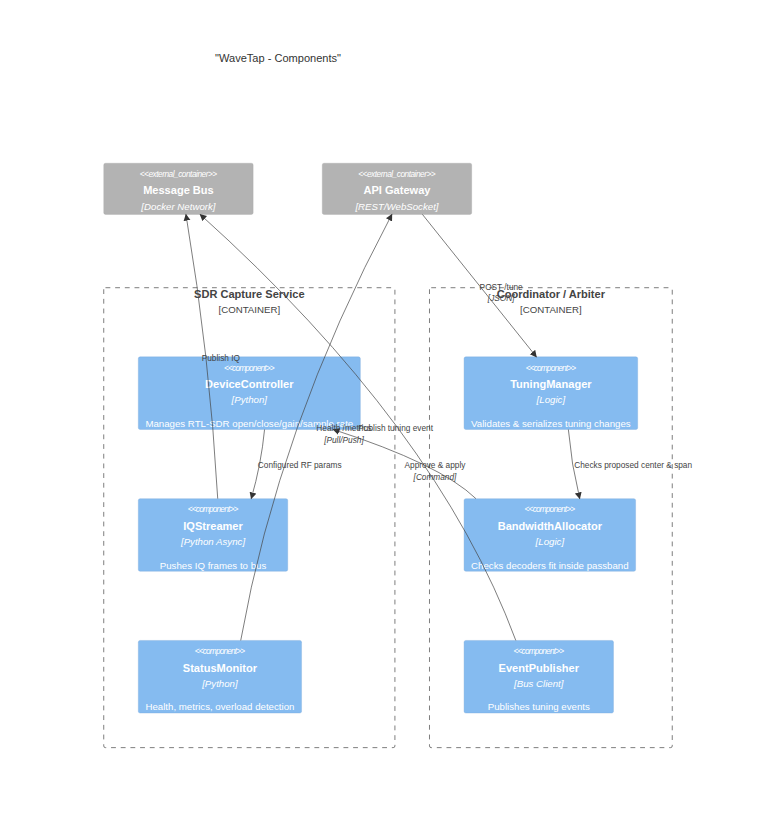 "WaveTap - Components"
<<external_container>>
Message Bus
[Docker Network]
<<external_container>>
API Gateway
[REST/WebSocket]
POST /tune
[JSON]
SDR Capture Service
[CONTAINER]
Coordinator / Arbiter
[CONTAINER]
Publish IQ
<<component>>
DeviceController
[Python]
Manages RTL-SDR open/close/gain/sample rate
<<component>>
TuningManager
[Logic]
Validates & serializes tuning changes
Health/metrics
[Pull/Push]
Publish tuning event
Configured RF params
Approve & apply
[Command]
Checks proposed center & span
<<component>>
IQStreamer
[Python Async]
Pushes IQ frames to bus
<<component>>
BandwidthAllocator
[Logic]
Checks decoders fit inside passband
<<component>>
StatusMonitor
[Python]
Health, metrics, overload detection
<<component>>
EventPublisher
[Bus Client]
Publishes tuning events